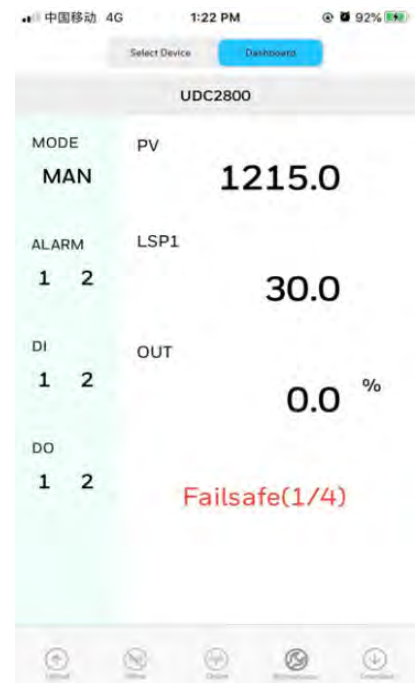 中国移动 4G 1:22 PM 92%
Select Device Dashboard
UDC2800
MODE
MAN
PV
1215.0
ALARM
1 2
LSP1
30.0
DI
1 2
OUT
0.0 %
DO
1 2
Failsafe(1/4)